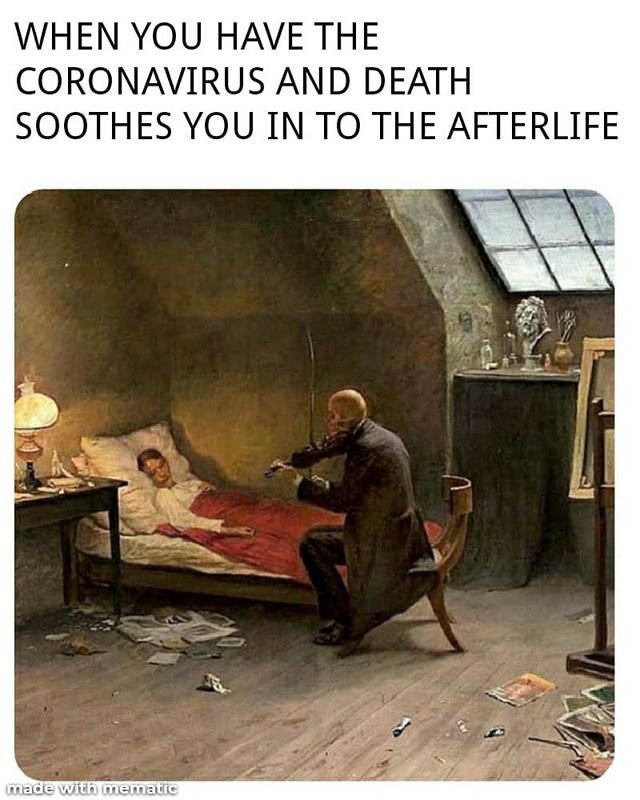 WHEN YOU HAVE THE
CORONAVIRUS AND DEATH
SOOTHES YOU IN TO THE AFTERLIFE
made with mematic